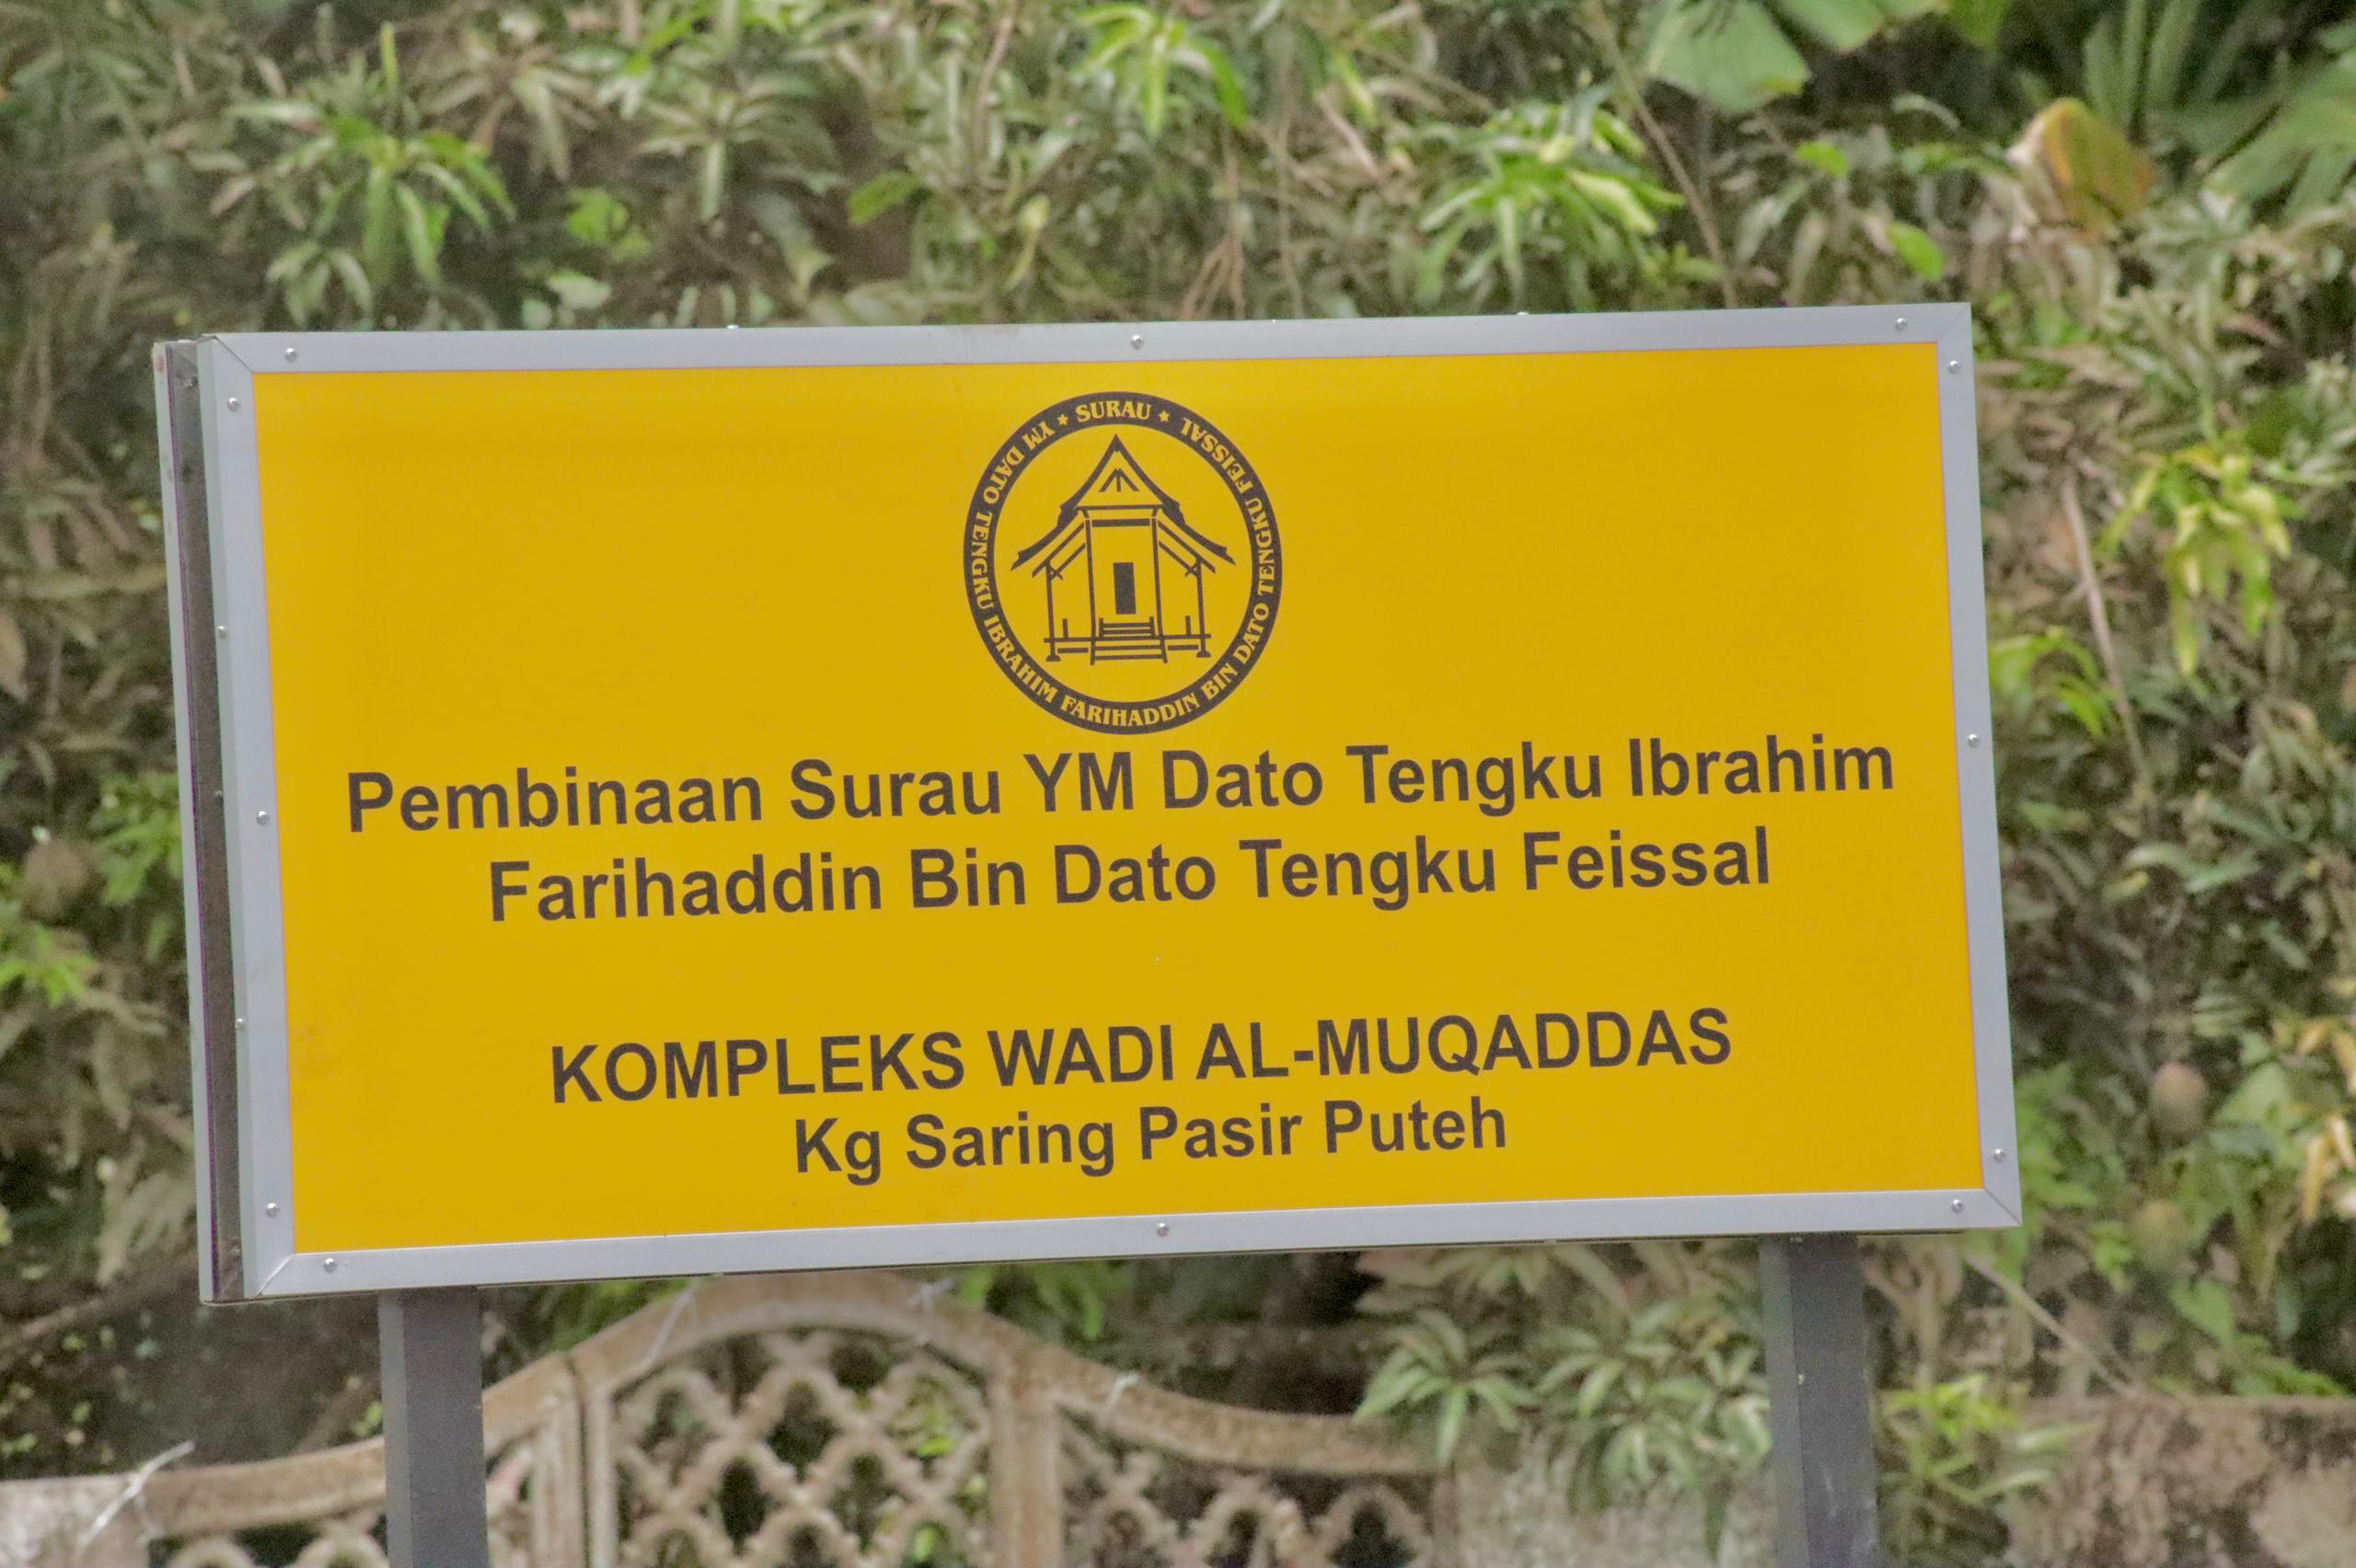 SURAU
YM DATO TENGKU IBRAHIM FARIHADDIN BIN DATO TENGKU FEISSAL
Pembinaan Surau YM Dato Tengku Ibrahim
Farihaddin Bin Dato Tengku Feissal
KOMPLEKS WADI AL-MUQADDAS
Kg Saring Pasir Puteh